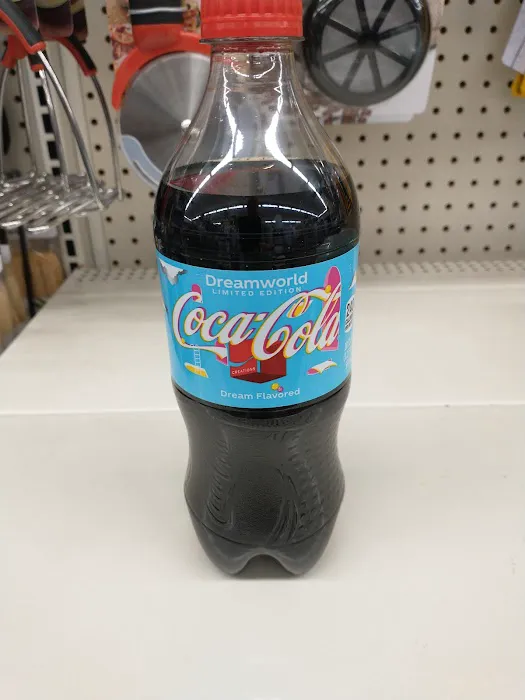 Dreamworld
LIMITED EDITION
Coca-Cola
CREATIONS
Dream Flavored